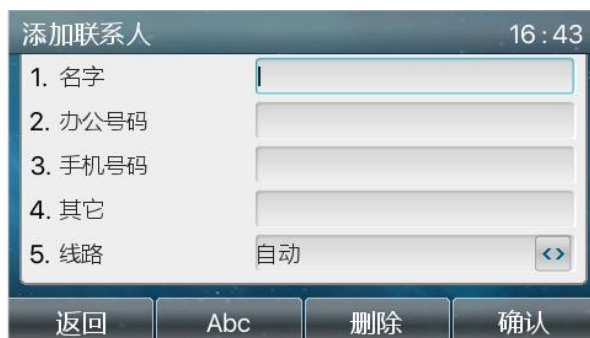 添加联系人 16:43
1. 名字
2. 办公号码
3. 手机号码
4. 其它
5. 线路 自动 <>
返回 Abc 删除 确认